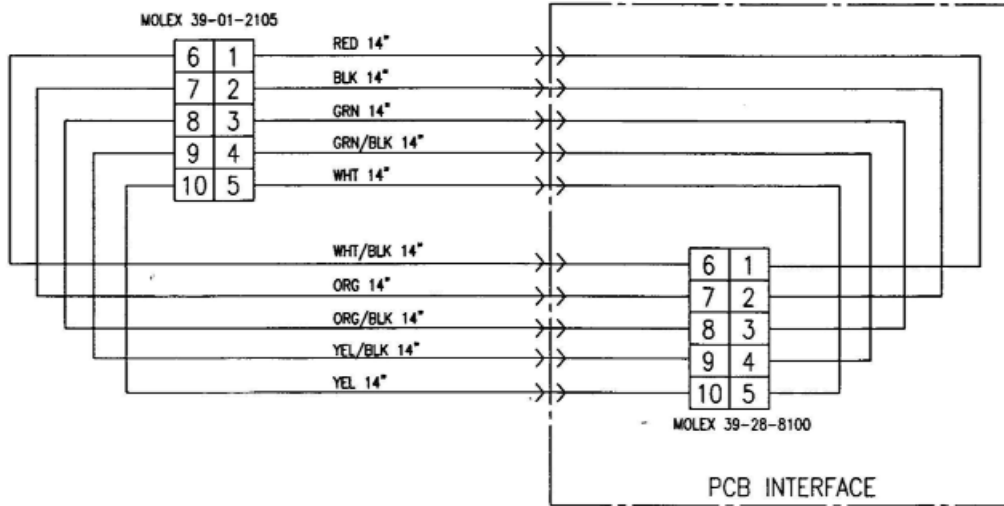 MOLEX 39-01-2105
6 1
7 2
8 3
9 4
10 5
RED 14"
BLK 14"
GRN 14"
GRN/BLK 14"
WHT 14"
WHT/BLK 14"
ORG 14"
ORG/BLK 14"
YEL/BLK 14"
YEL 14"
6 1
7 2
8 3
9 4
10 5
MOLEX 39-28-8100
PCB INTERFACE